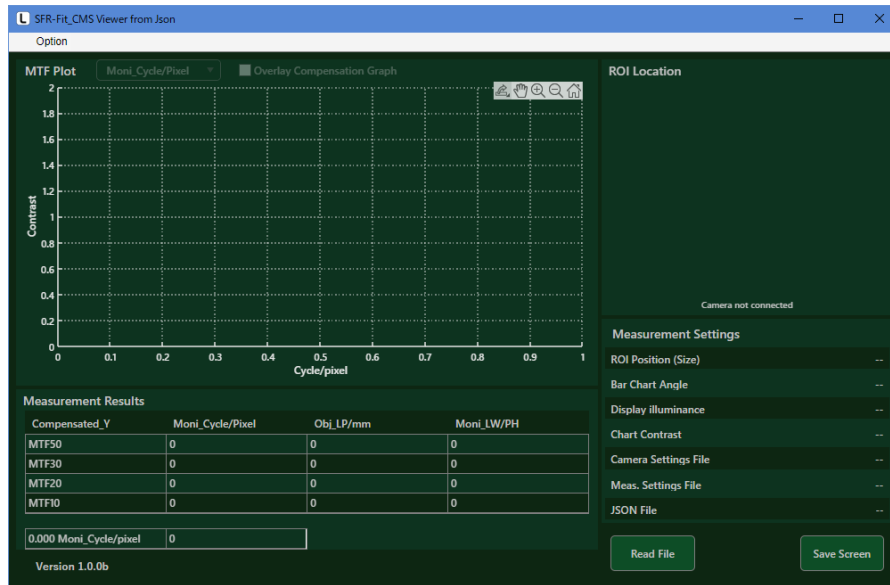 L SFR-Fit_CMS Viewer from Json
Option
MTF Plot Moni_Cycle/Pixel Overlay Compensation Graph
2
1.8
1.6
1.4
1.2
1
0.8
0.6
0.4
0.2
0
Contrast
0 0.1 0.2 0.3 0.4 0.5 0.6 0.7 0.8 0.9 1
Cycle/pixel
ROI Location
Camera not connected
Measurement Settings
ROI Position (Size) --
Bar Chart Angle --
Display illuminance --
Chart Contrast --
Camera Settings File --
Meas. Settings File --
JSON File --
Measurement Results
Compensated_Y Moni_Cycle/Pixel Obj_LP/mm Moni_LW/PH
MTF50 0 0 0
MTF30 0 0 0
MTF20 0 0 0
MTF10 0 0 0
0.000 Moni_Cycle/pixel 0
Version 1.0.0b
Read File Save Screen